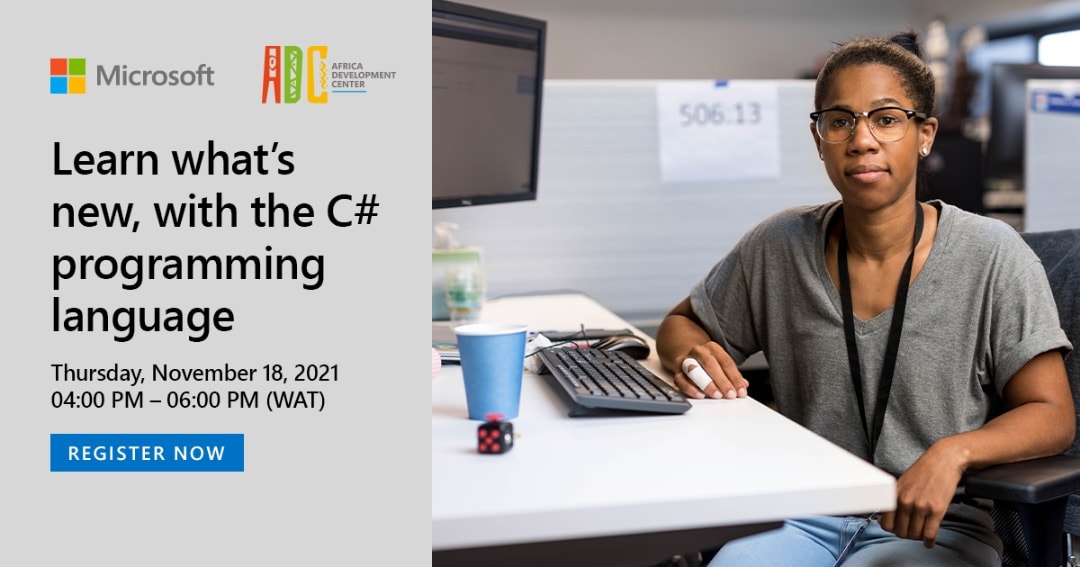 Microsoft
ADC
AFRICA
DEVELOPMENT
CENTER
Learn what's
new, with the C#
programming
language
Thursday, November 18, 2021
04:00 PM – 06:00 PM (WAT)
REGISTER NOW
506.13